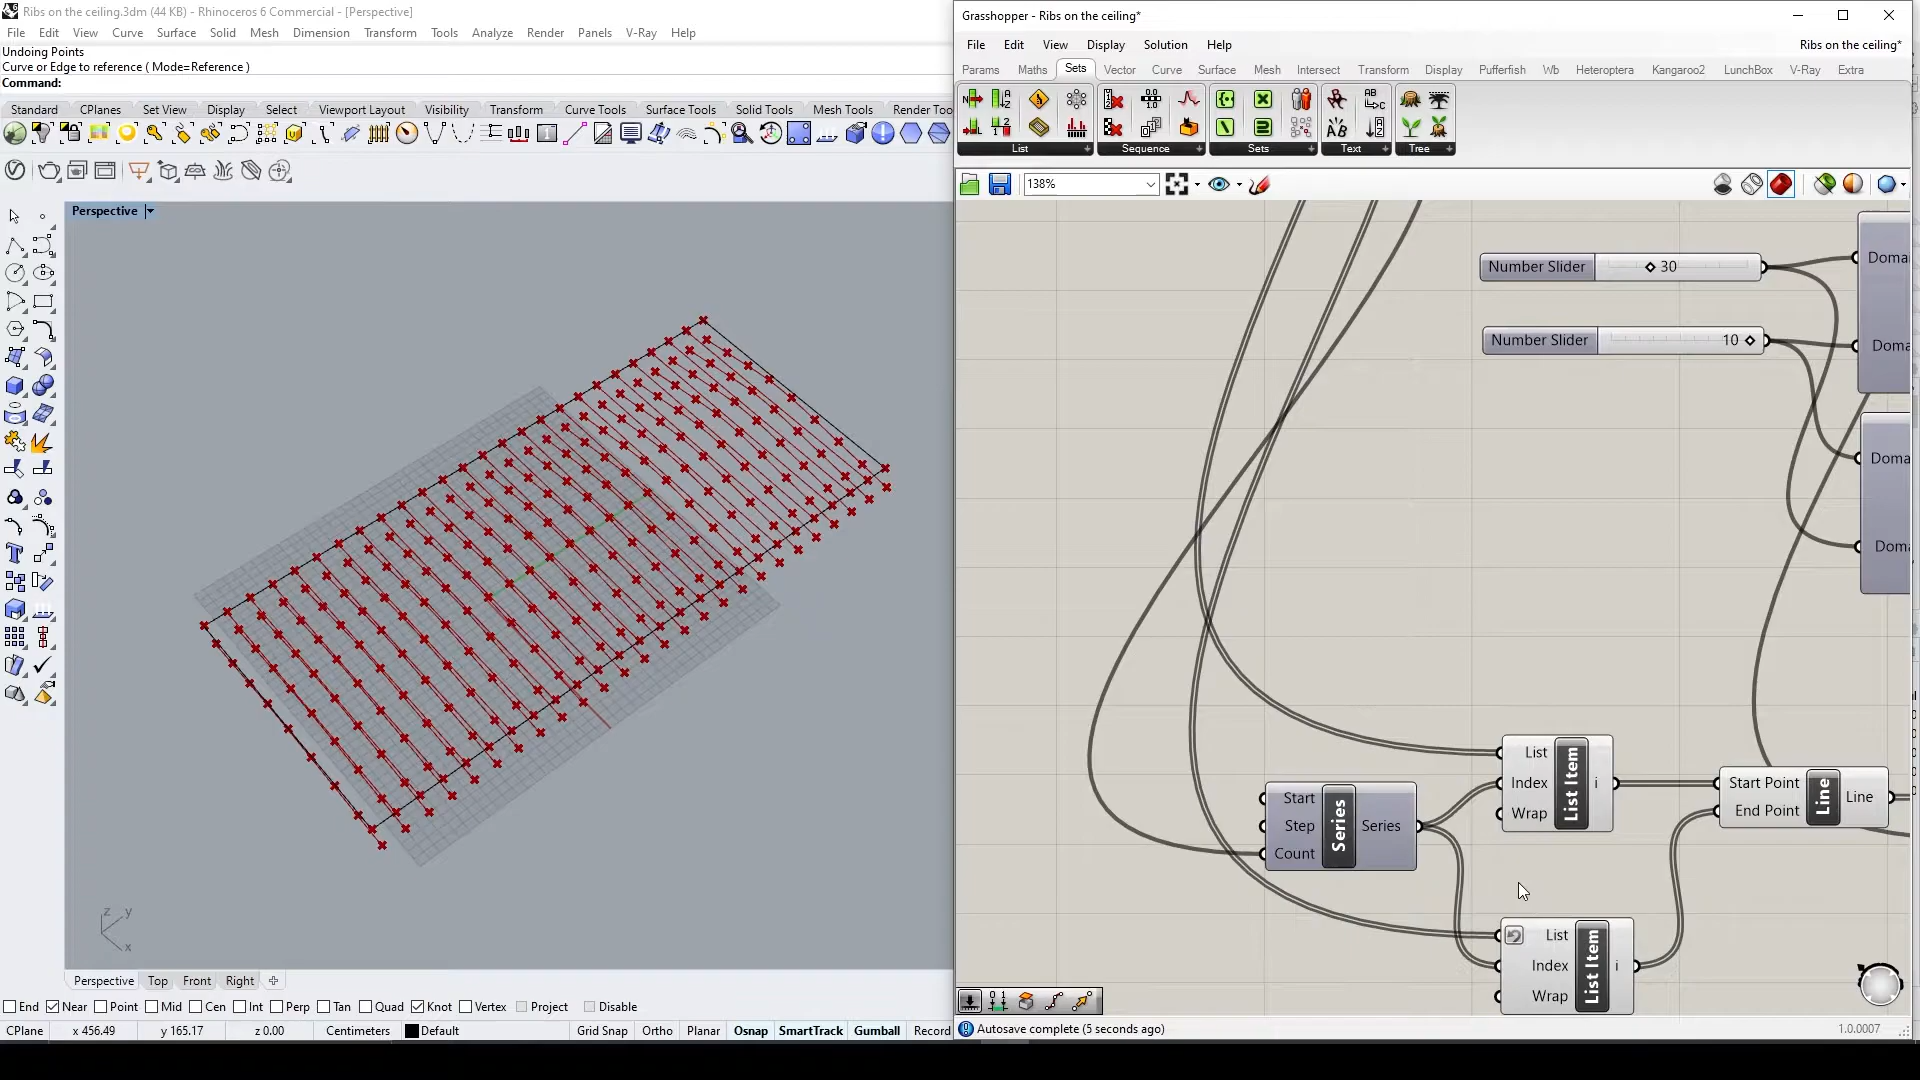 Ribs on the ceiling.3dm (44 KB) - Rhinoceros 6 Commercial - [Perspective]
File Edit View Curve Surface Solid Mesh Dimension Transform Tools Analyze Render Panels V-Ray Help
Undoing Points
Curve or Edge to reference ( Mode=Reference )
Command:
Standard CPlanes Set View Display Select Viewport Layout Visibility Transform Curve Tools Surface Tools Solid Tools Mesh Tools Render Too
Perspective
z y
x
Perspective Top Front Right
End Near Point Mid Cen Int Perp Tan Quad Knot Vertex Project Disable
CPlane x 456.49 y 165.17 z 0.00 Centimeters Default Grid Snap Ortho Planar Osnap SmartTrack Gumball Record
Grasshopper - Ribs on the ceiling*
File Edit View Display Solution Help Ribs on the ceiling*
Params Maths Sets Vector Curve Surface Mesh Intersect Transform Display Pufferfish Wb Heteroptera Kangaroo2 LunchBox V-Ray Extra
List Sequence Sets Text Tree
138%
Number Slider 30
Number Slider 10
Doma
Doma
Doma
Doma
List
Index
Wrap
List Item
i
Start
Step
Count
Series
Series
Start Point
End Point
Line
Line
List
Index
Wrap
List Item
i
Autosave complete (5 seconds ago) 1.0.0007